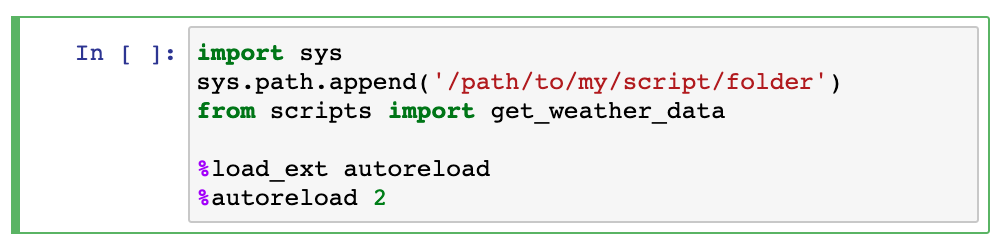 In [ ]: import sys
sys.path.append('/path/to/my/script/folder')
from scripts import get_weather_data
%load_ext autoreload
%autoreload 2